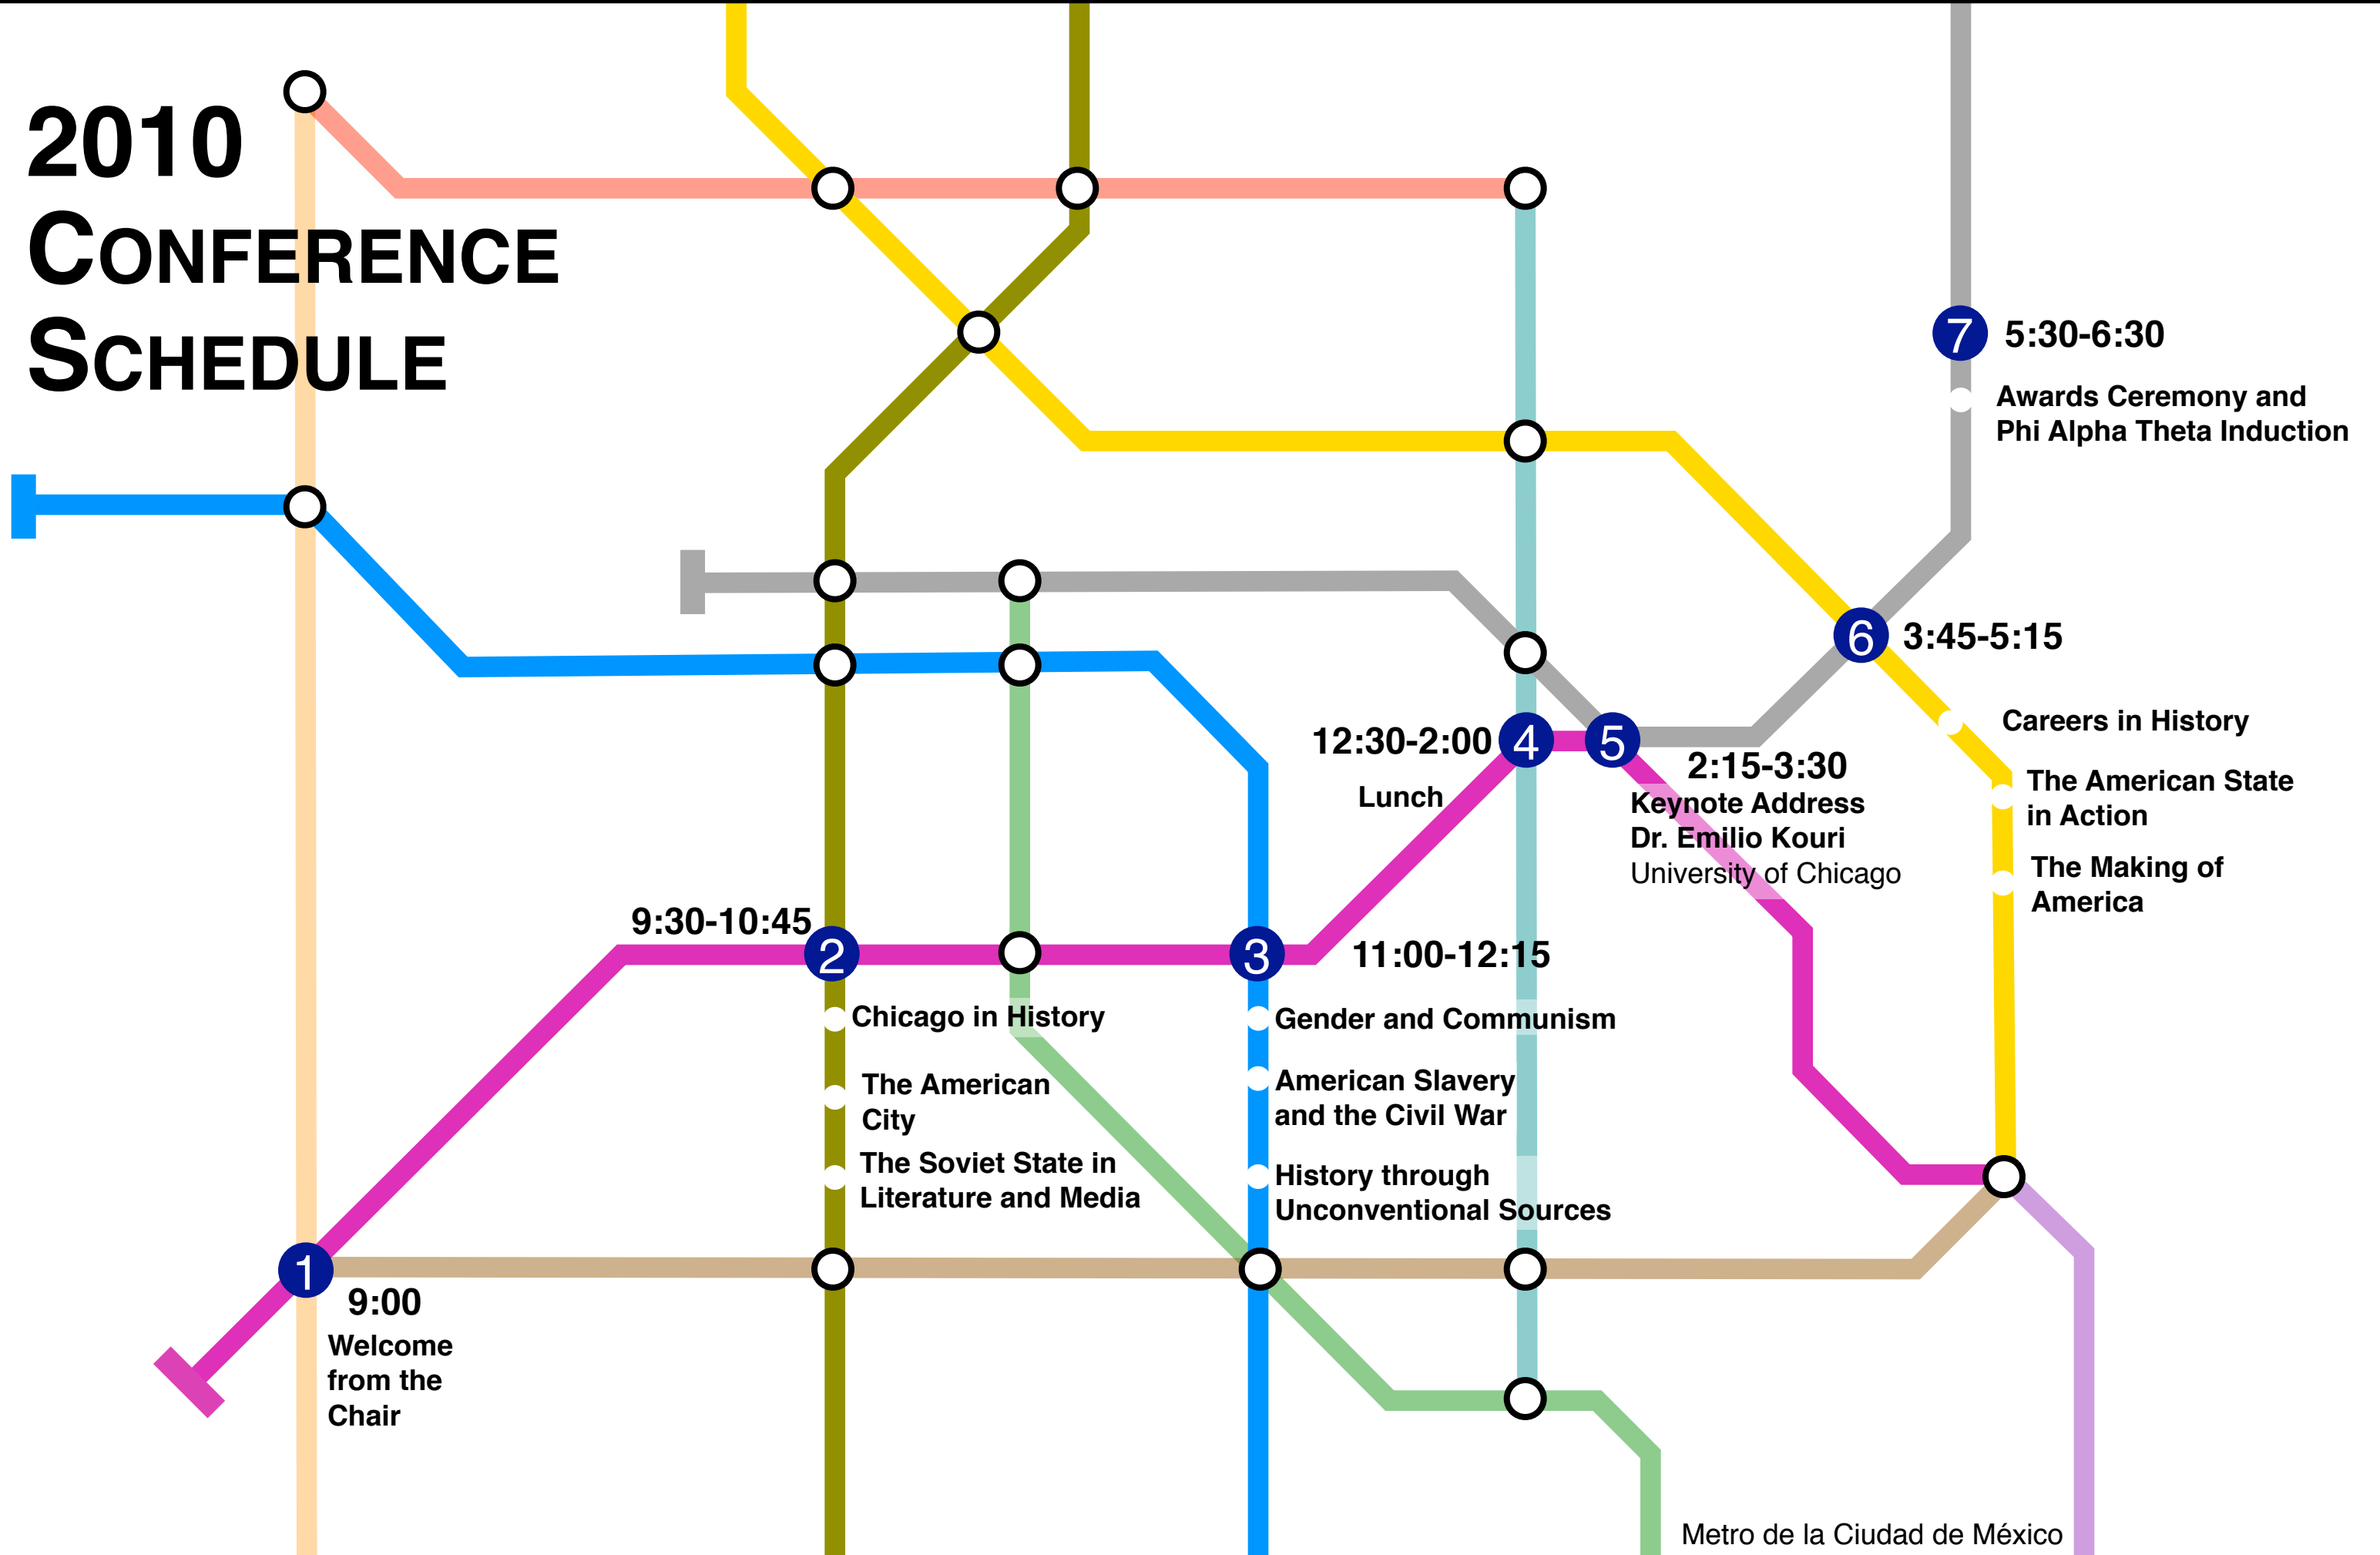 2010
CONFERENCE
SCHEDULE
7 5:30-6:30
Awards Ceremony and
Phi Alpha Theta Induction
6 3:45-5:15
Careers in History
The American State
in Action
The Making of
America
12:30-2:00 4 5
Lunch
2:15-3:30
Keynote Address
Dr. Emilio Kouri
University of Chicago
9:30-10:45
2
Chicago in History
The American
City
The Soviet State in
Literature and Media
3 11:00-12:15
Gender and Communism
American Slavery
and the Civil War
History through
Unconventional Sources
1
9:00
Welcome
from the
Chair
Metro de la Ciudad de México